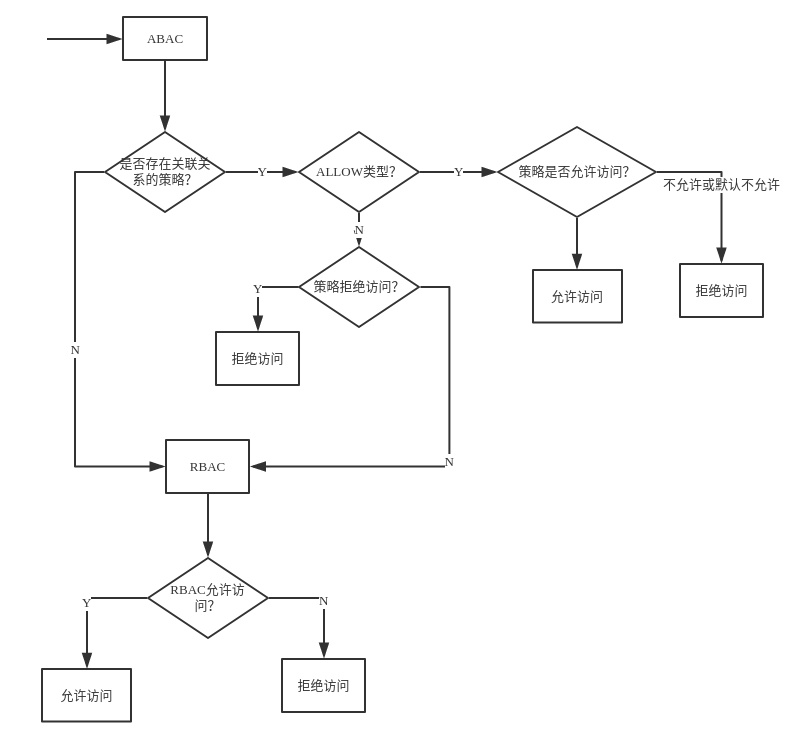 ABAC
是否存在关联关
系的策略?
Y
ALLOW类型?
Y
策略是否允许访问?
不允许或默认不允许
N
策略拒绝访问?
Y
允许访问
拒绝访问
拒绝访问
N
N
RBAC
RBAC允许访
问?
Y
N
允许访问
拒绝访问